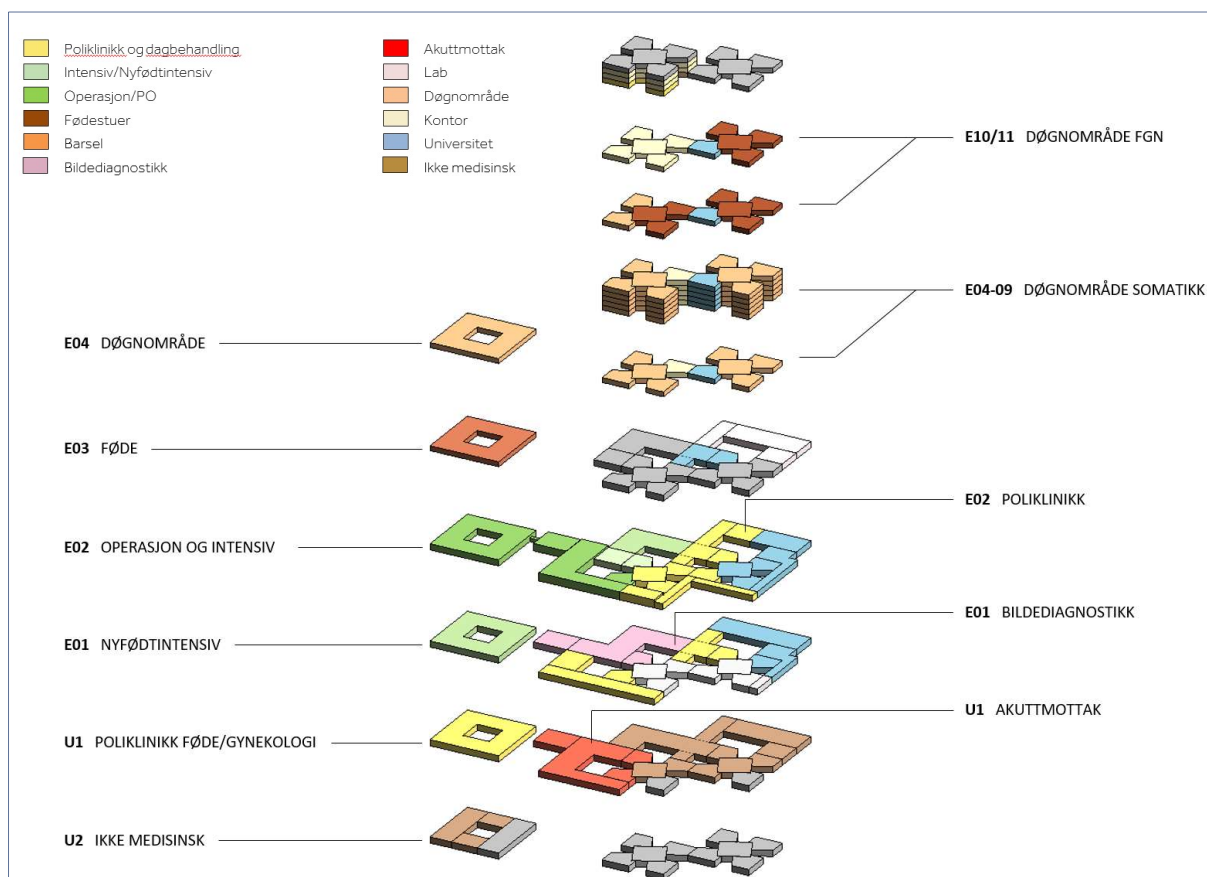 Poliklinikk og dagbehandling
Intensiv/Nyfødtintensiv
Operasjon/PO
Fødestuer
Barsel
Bildediagnostikk
Akuttmottak
Lab
Døgnområde
Kontor
Universitet
Ikke medisinsk
E10/11 DØGNOMRÅDE FGN
E04-09 DØGNOMRÅDE SOMATIKK
E04 DØGNOMRÅDE
E03 FØDE
E02 POLIKLINIKK
E02 OPERASJON OG INTENSIV
E01 BILDEDIAGNOSTIKK
E01 NYFØDTINTENSIV
U1 AKUTTMOTTAK
U1 POLIKLINIKK FØDE/GYNEKOLOGI
U2 IKKE MEDISINSK